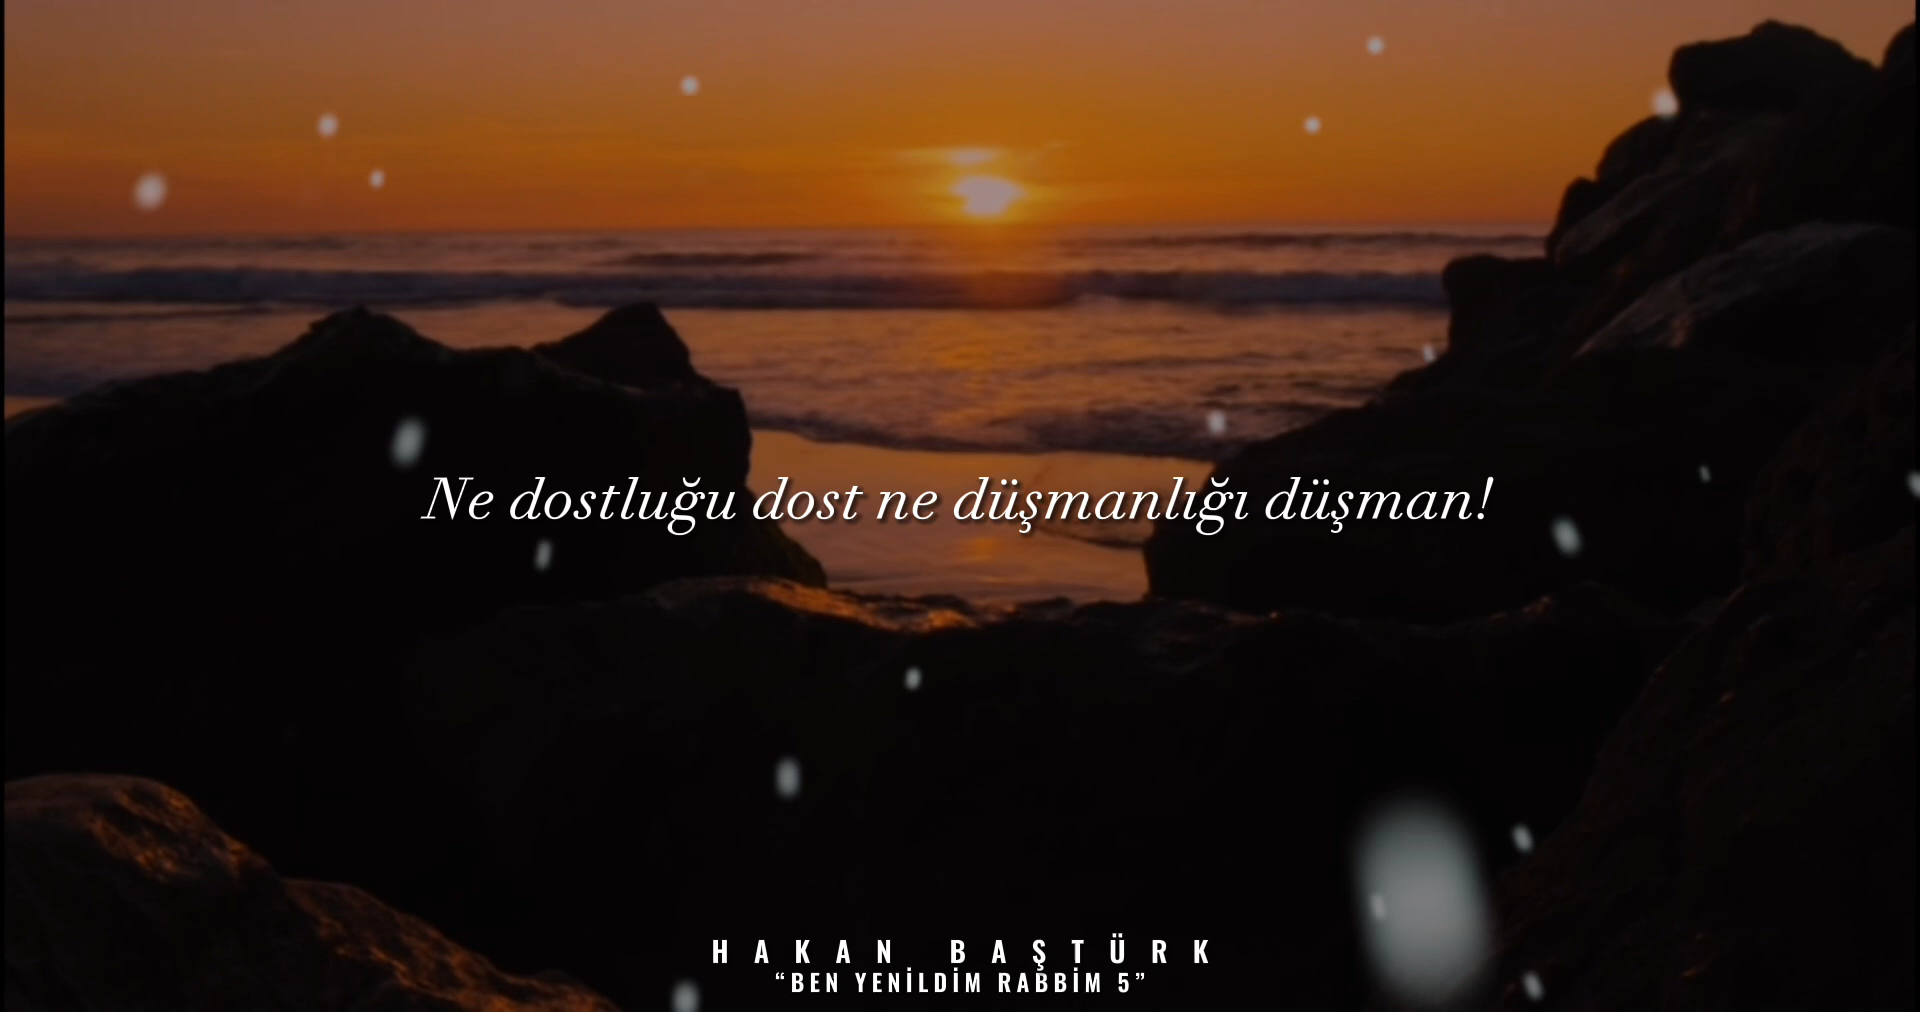 Ne dostluğu dost ne düşmanlığı düşman!
HAKAN BAŞTÜRK
“BEN YENİLDİM RABBİM 5”